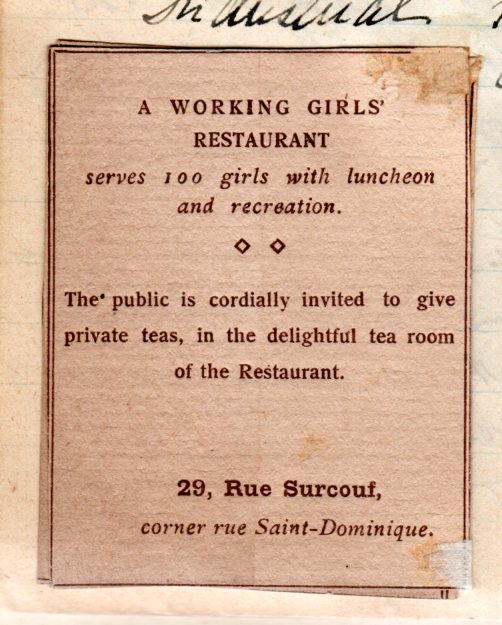 Industrial
A WORKING GIRLS'
RESTAURANT
serves 100 girls with luncheon
and recreation.
The public is cordially invited to give
private teas, in the delightful tea room
of the Restaurant.
29, Rue Surcouf,
corner rue Saint-Dominique.